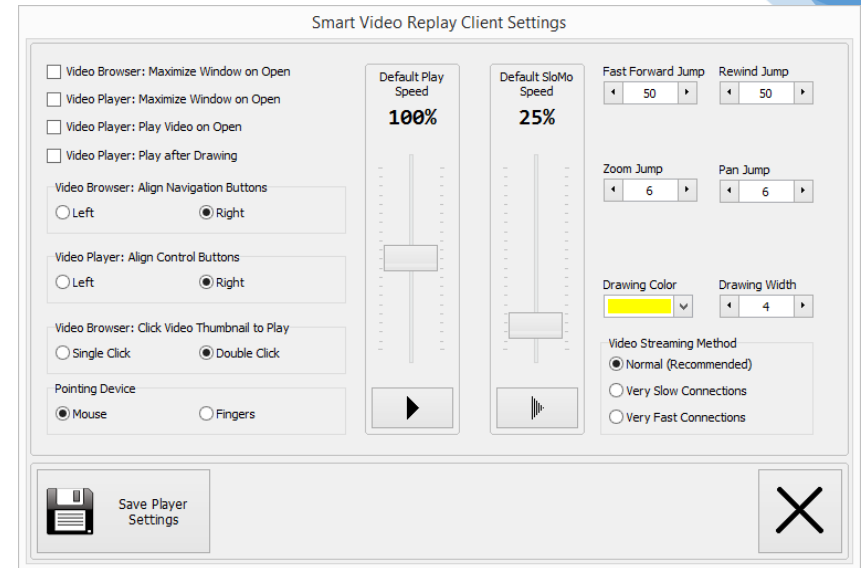 Smart Video Replay Client Settings
Video Browser: Maximize Window on Open
Video Player: Maximize Window on Open
Video Player: Play Video on Open
Video Player: Play after Drawing
Video Browser: Align Navigation Buttons
Left
Right
Video Player: Align Control Buttons
Left
Right
Video Browser: Click Video Thumbnail to Play
Single Click
Double Click
Pointing Device
Mouse
Fingers
Default Play
Speed
100%
Default SloMo
Speed
25%
Fast Forward Jump
50
Rewind Jump
50
Zoom Jump
6
Pan Jump
6
Drawing Color
Drawing Width
4
Video Streaming Method
Normal (Recommended)
Very Slow Connections
Very Fast Connections
Save Player
Settings